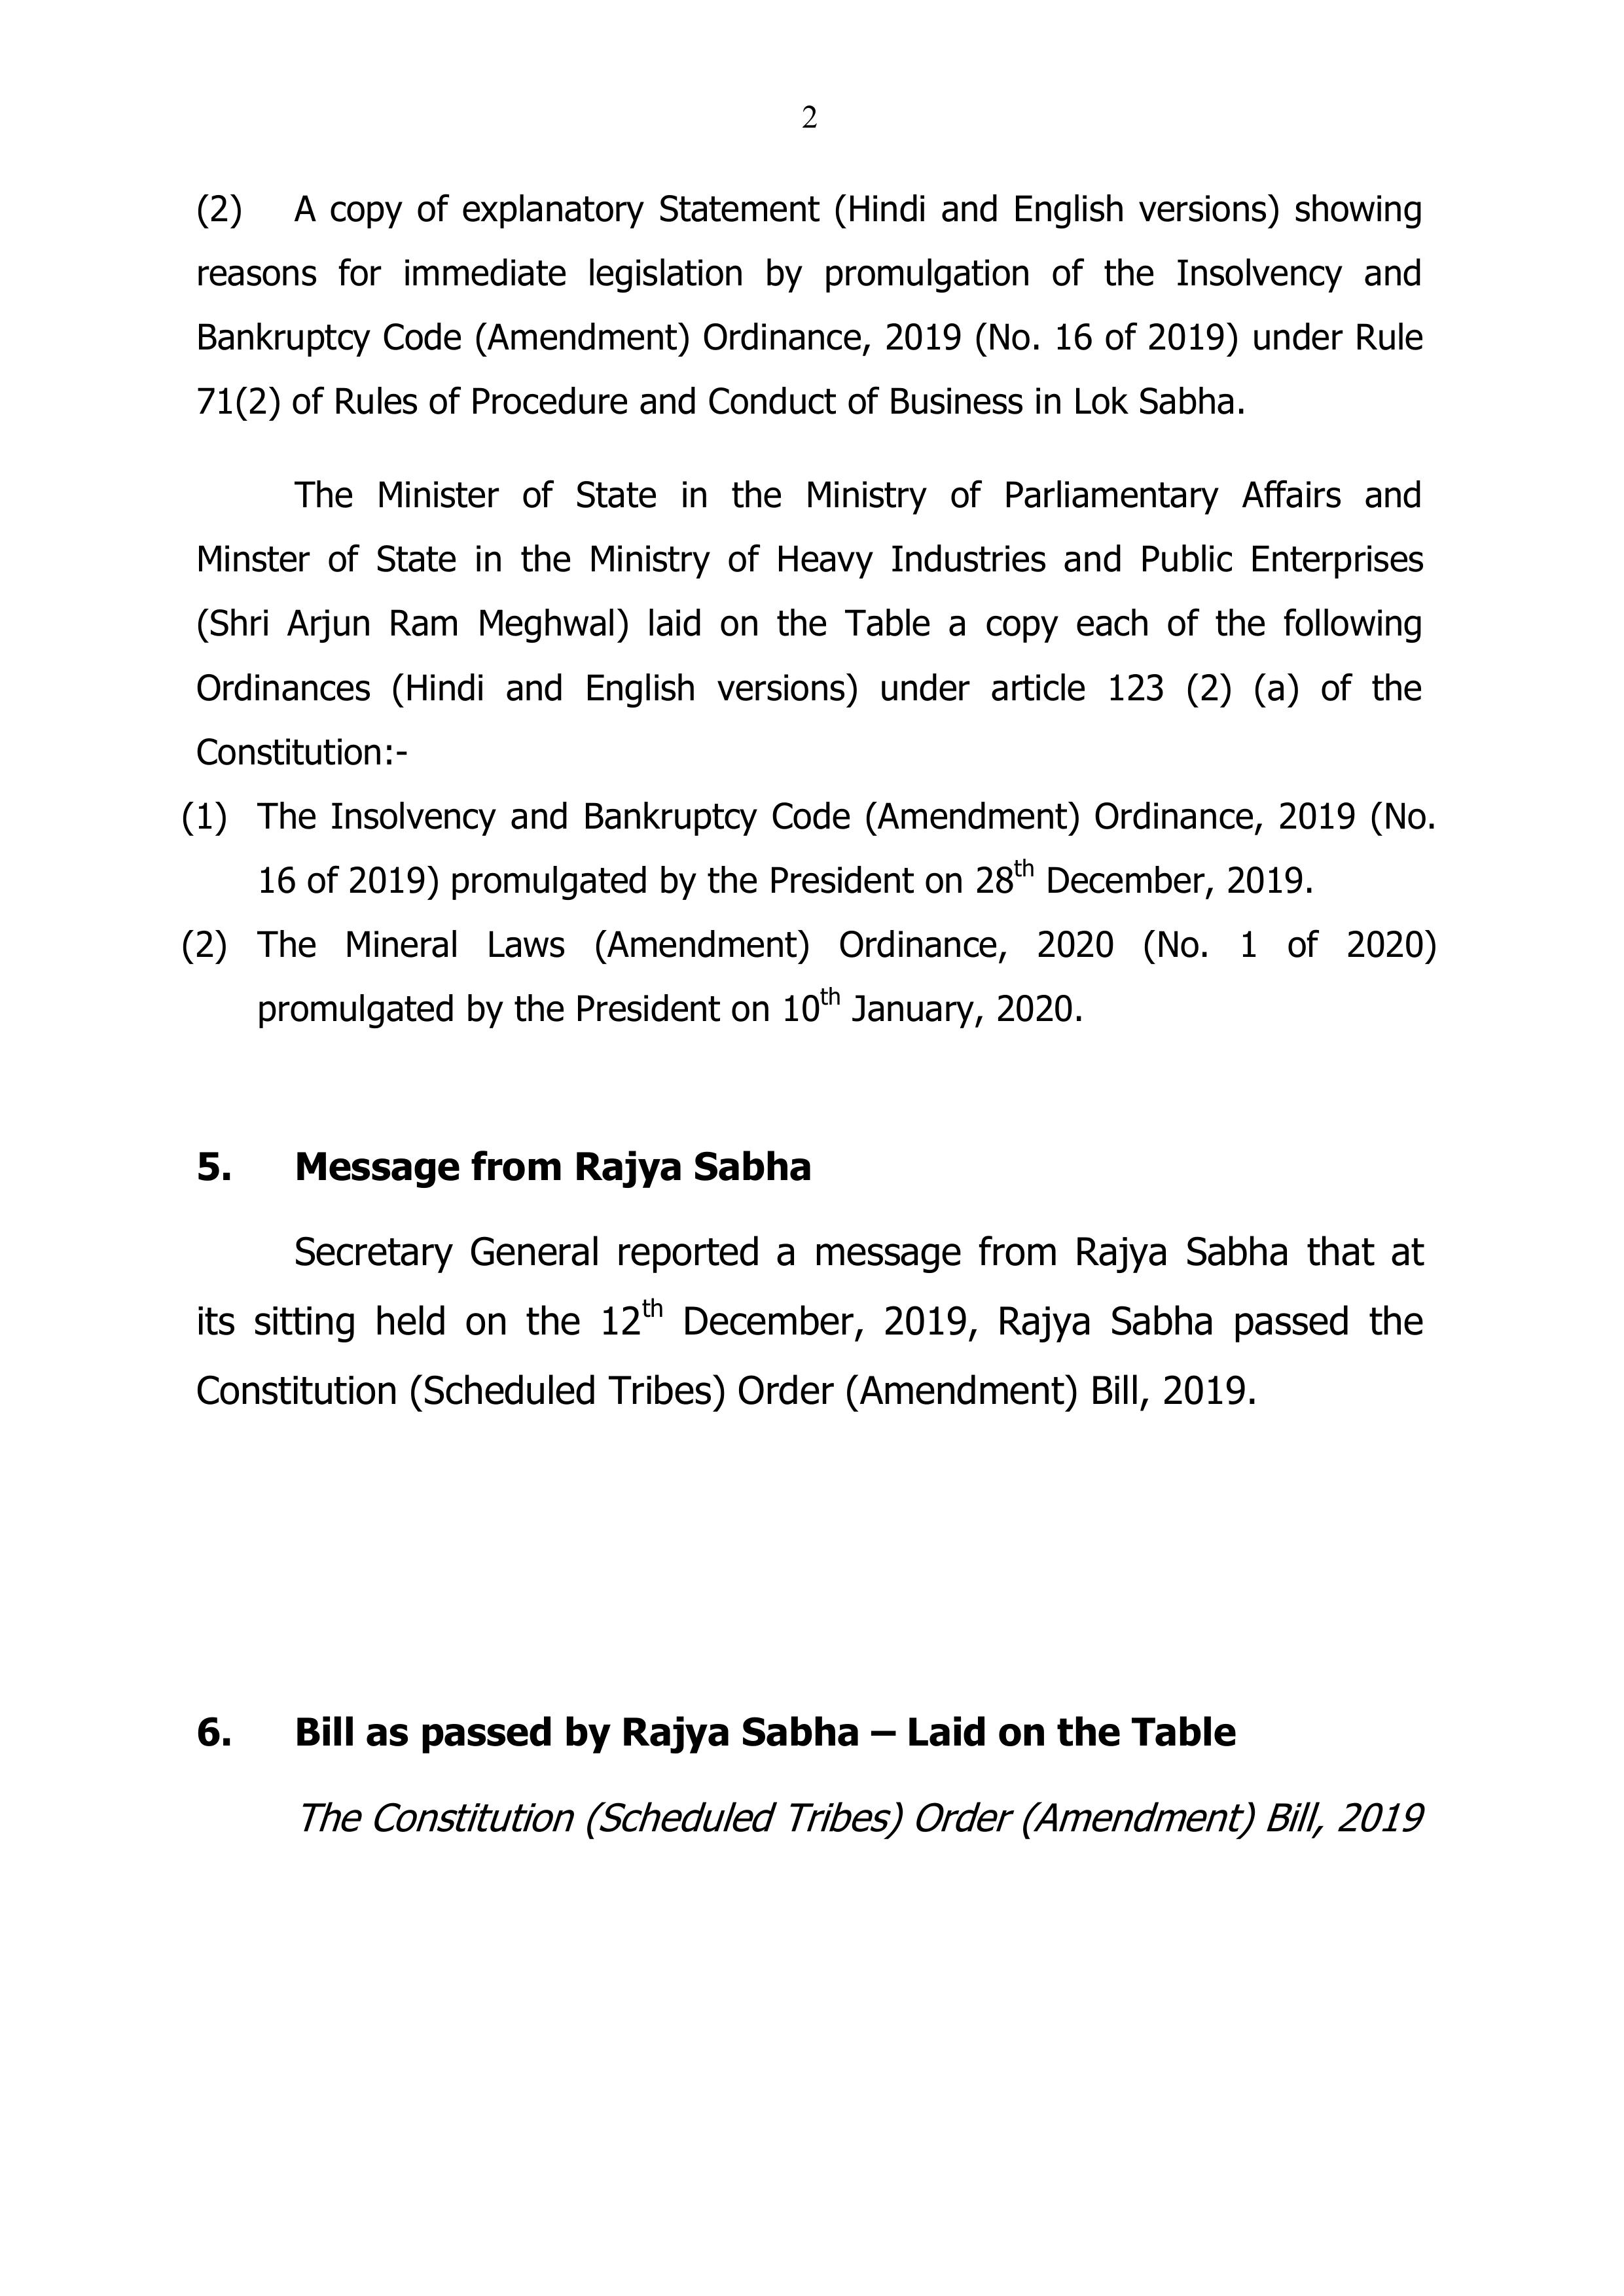 2
(2) A copy of explanatory Statement (Hindi and English versions) showing
reasons for immediate legislation by promulgation of the Insolvency and
Bankruptcy Code (Amendment) Ordinance, 2019 (No. 16 of 2019) under Rule
71(2) of Rules of Procedure and Conduct of Business in Lok Sabha.
The Minister of State in the Ministry of Parliamentary Affairs and
Minster of State in the Ministry of Heavy Industries and Public Enterprises
(Shri Arjun Ram Meghwal) laid on the Table a copy each of the following
Ordinances (Hindi and English versions) under article 123 (2) (a) of the
Constitution:-
(1) The Insolvency and Bankruptcy Code (Amendment) Ordinance, 2019 (No.
16 of 2019) promulgated by the President on 28th December, 2019.
(2) The Mineral Laws (Amendment) Ordinance, 2020 (No. 1 of 2020)
promulgated by the President on 10th January, 2020.
5. Message from Rajya Sabha
Secretary General reported a message from Rajya Sabha that at
its sitting held on the 12th December, 2019, Rajya Sabha passed the
Constitution (Scheduled Tribes) Order (Amendment) Bill, 2019.
6. Bill as passed by Rajya Sabha – Laid on the Table
The Constitution (Scheduled Tribes) Order (Amendment) Bill, 2019